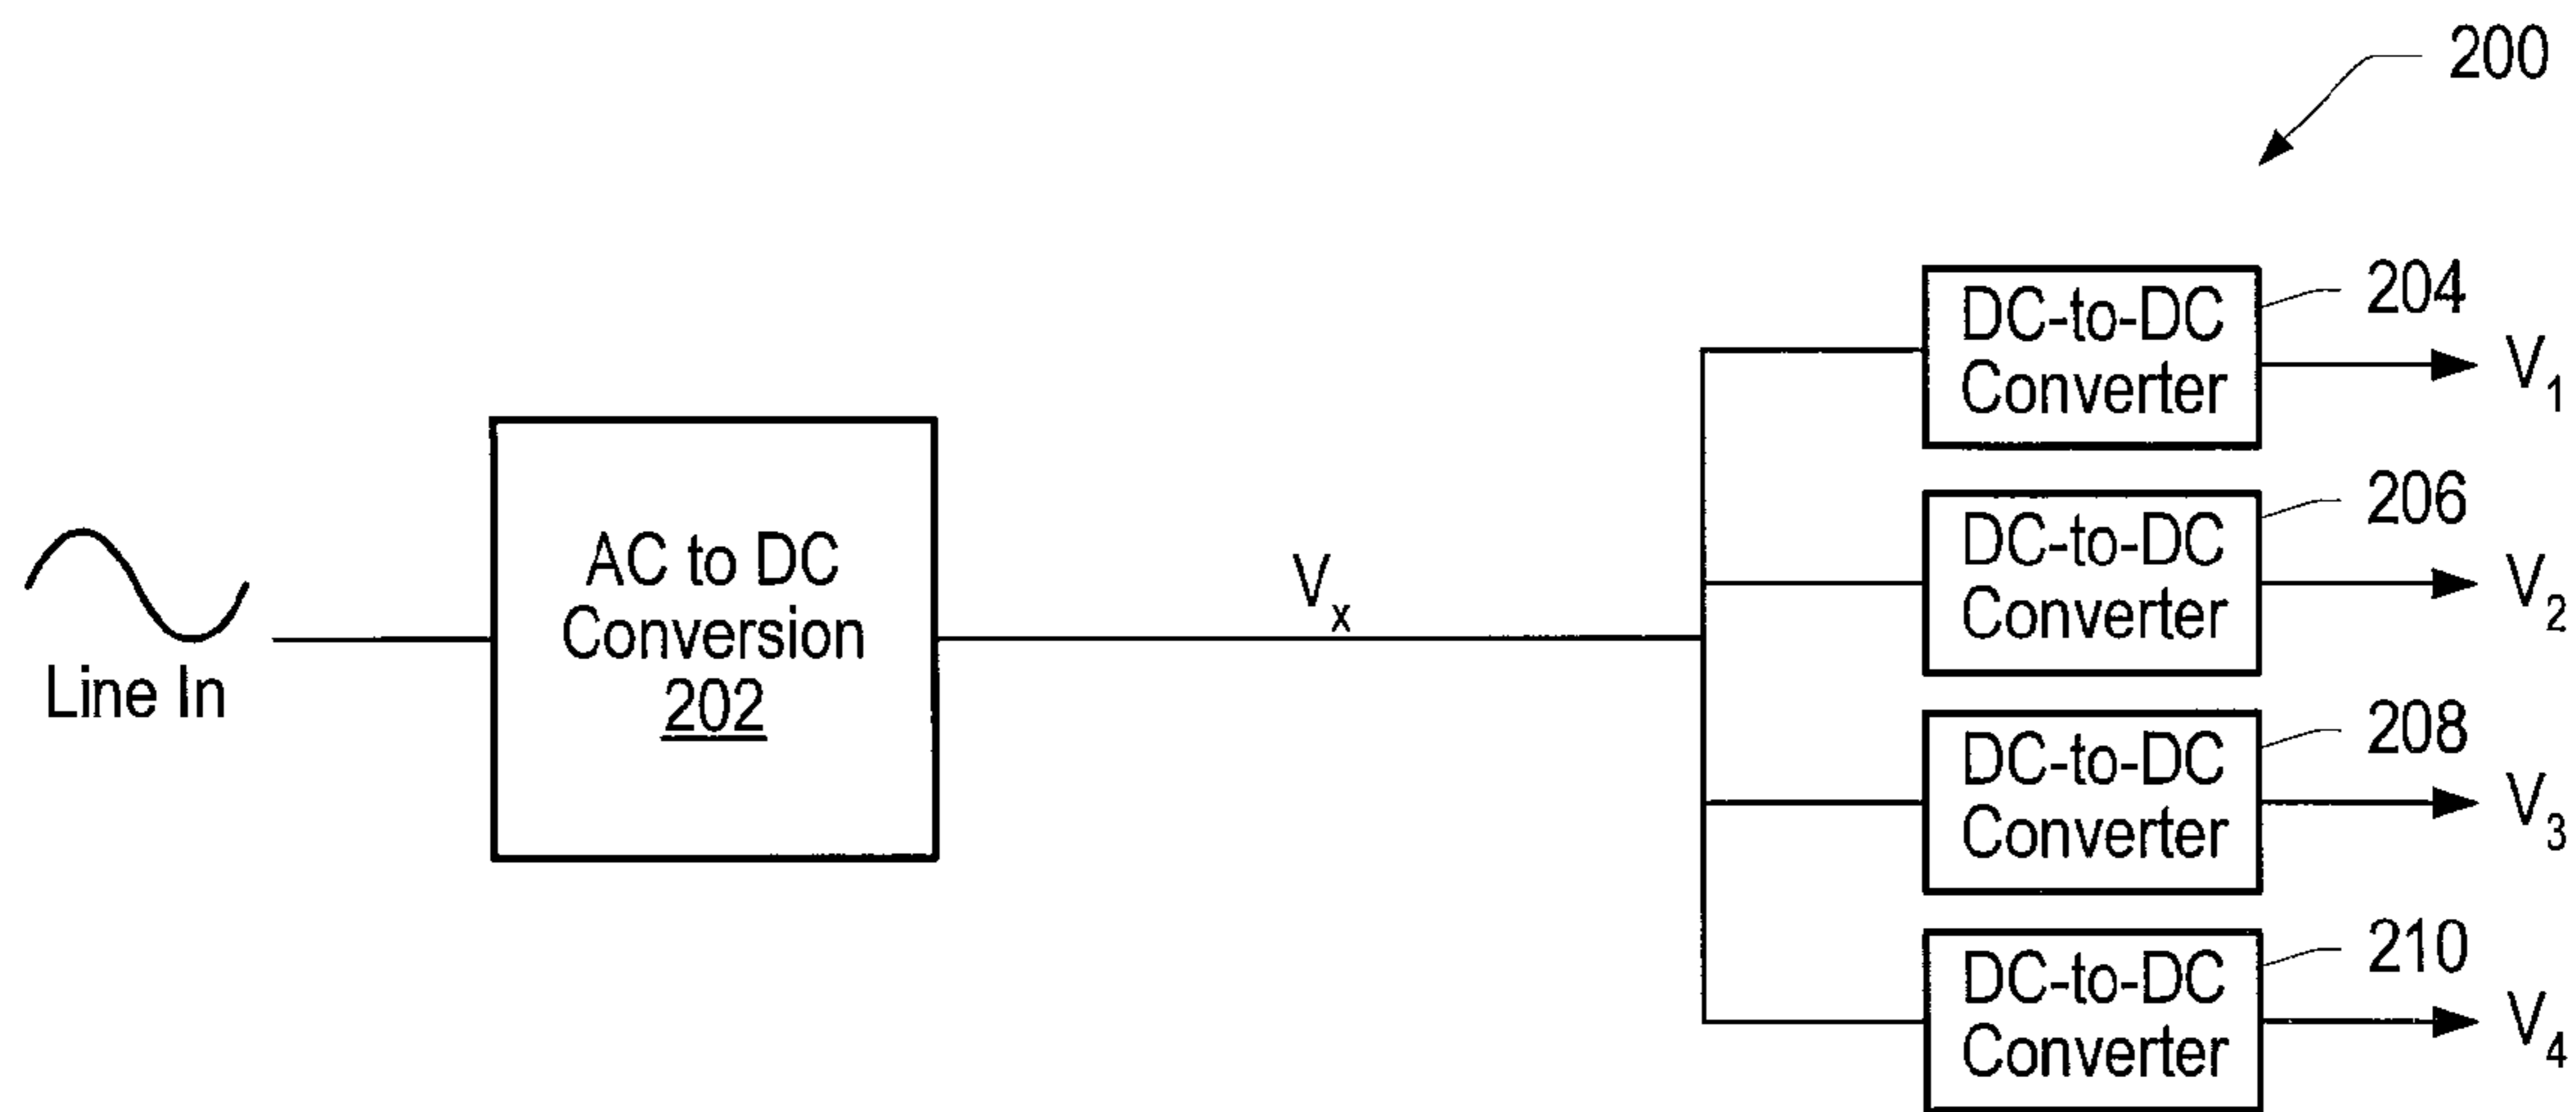 200
DC-to-DC
Converter
204
V1
DC-to-DC
Converter
206
V2
AC to DC
Conversion
202
Vx
Line In
DC-to-DC
Converter
208
V3
DC-to-DC
Converter
210
V4